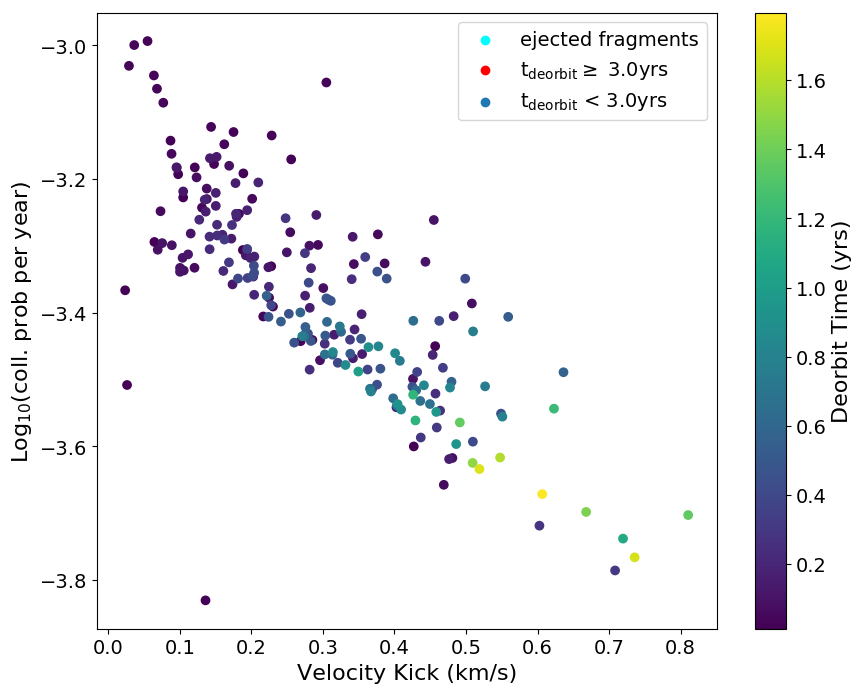 ejected fragments
t_deorbit ≥ 3.0yrs
t_deorbit < 3.0yrs
−3.0
−3.2
−3.4
−3.6
−3.8
Log₁₀(coll. prob per year)
0.0 0.1 0.2 0.3 0.4 0.5 0.6 0.7 0.8
Velocity Kick (km/s)
1.6
1.4
1.2
1.0
0.8
0.6
0.4
0.2
Deorbit Time (yrs)